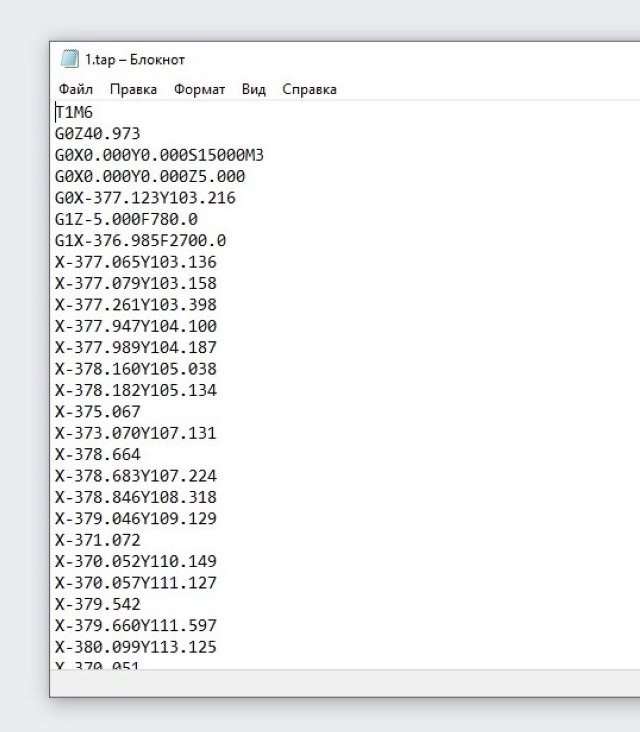 1.tap – Блокнот
Файл Правка Формат Вид Справка
T1M6
G0Z40.973
G0X0.000Y0.000S15000M3
G0X0.000Y0.000Z5.000
G0X-377.123Y103.216
G1Z-5.000F780.0
G1X-376.985F2700.0
X-377.065Y103.136
X-377.079Y103.158
X-377.261Y103.398
X-377.947Y104.100
X-377.989Y104.187
X-378.160Y105.038
X-378.182Y105.134
X-375.067
X-373.070Y107.131
X-378.664
X-378.683Y107.224
X-378.846Y108.318
X-379.046Y109.129
X-371.072
X-370.052Y110.149
X-370.057Y111.127
X-379.542
X-379.660Y111.597
X-380.099Y113.125
X-370.051